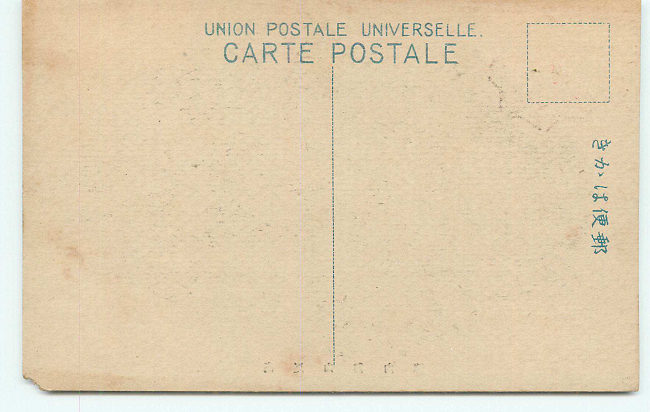 UNION POSTALE UNIVERSELLE.
CARTE POSTALE
郵便はかき